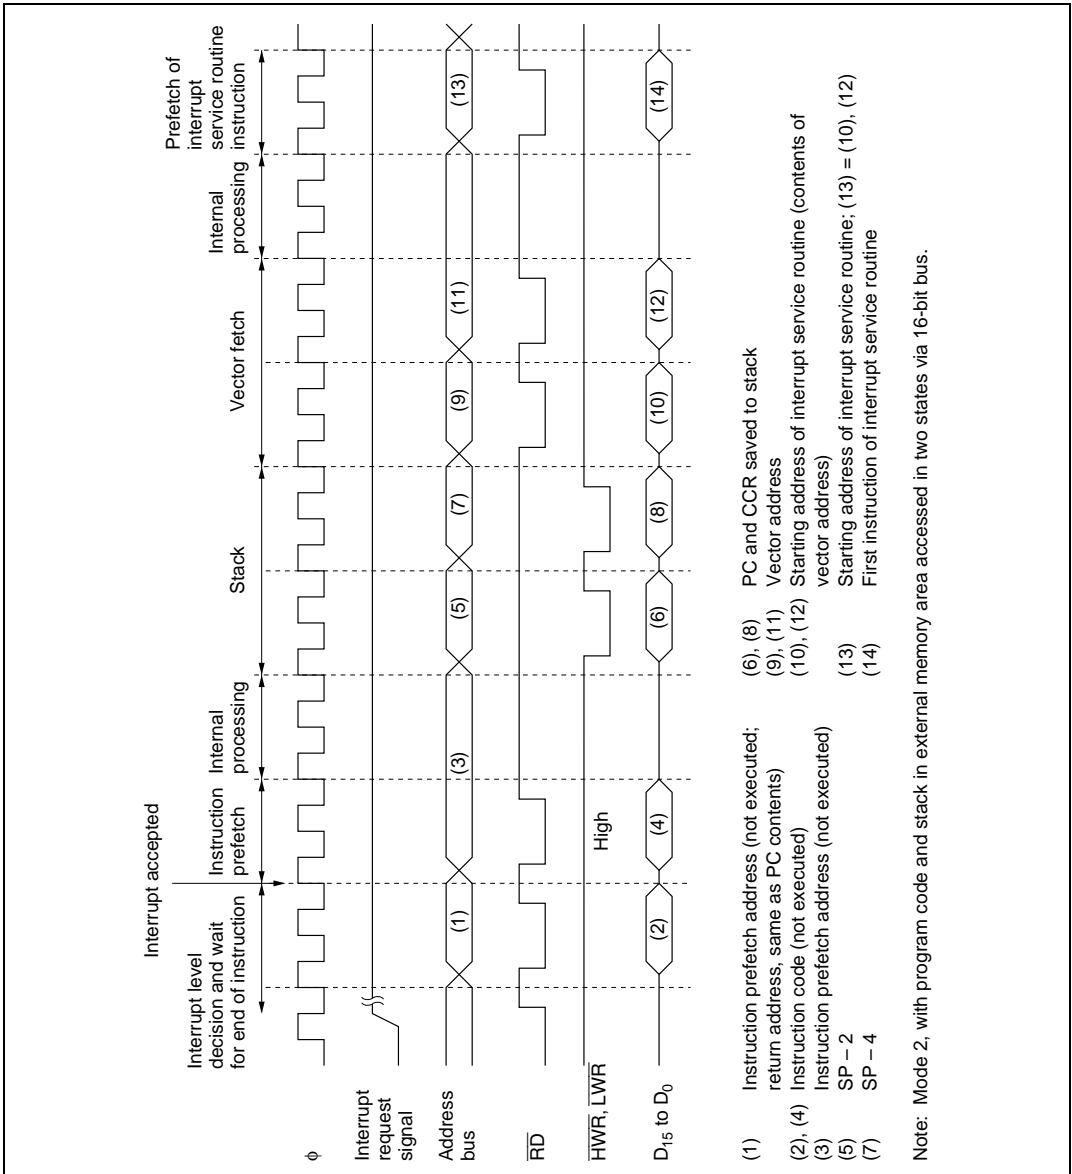 Interrupt accepted
Interrupt level
decision and wait
for end of instruction
Instruction
prefetch
Internal
processing
Stack
Vector fetch
Internal
processing
Prefetch of
interrupt
service routine
instruction
φ
Interrupt
request
signal
Address
bus
(1)
(3)
(5)
(7)
(9)
(11)
(13)
RD
HWR, LWR
High
D15 to D0
(2)
(4)
(6)
(8)
(10)
(12)
(14)
(1) Instruction prefetch address (not executed;
return address, same as PC contents)
(2), (4) Instruction code (not executed)
(3) Instruction prefetch address (not executed)
(5) SP – 2
(7) SP – 4
(6), (8) PC and CCR saved to stack
(9), (11) Vector address
(10), (12) Starting address of interrupt service routine (contents of
vector address)
(13) Starting address of interrupt service routine; (13) = (10), (12)
(14) First instruction of interrupt service routine
Note: Mode 2, with program code and stack in external memory area accessed in two states via 16-bit bus.